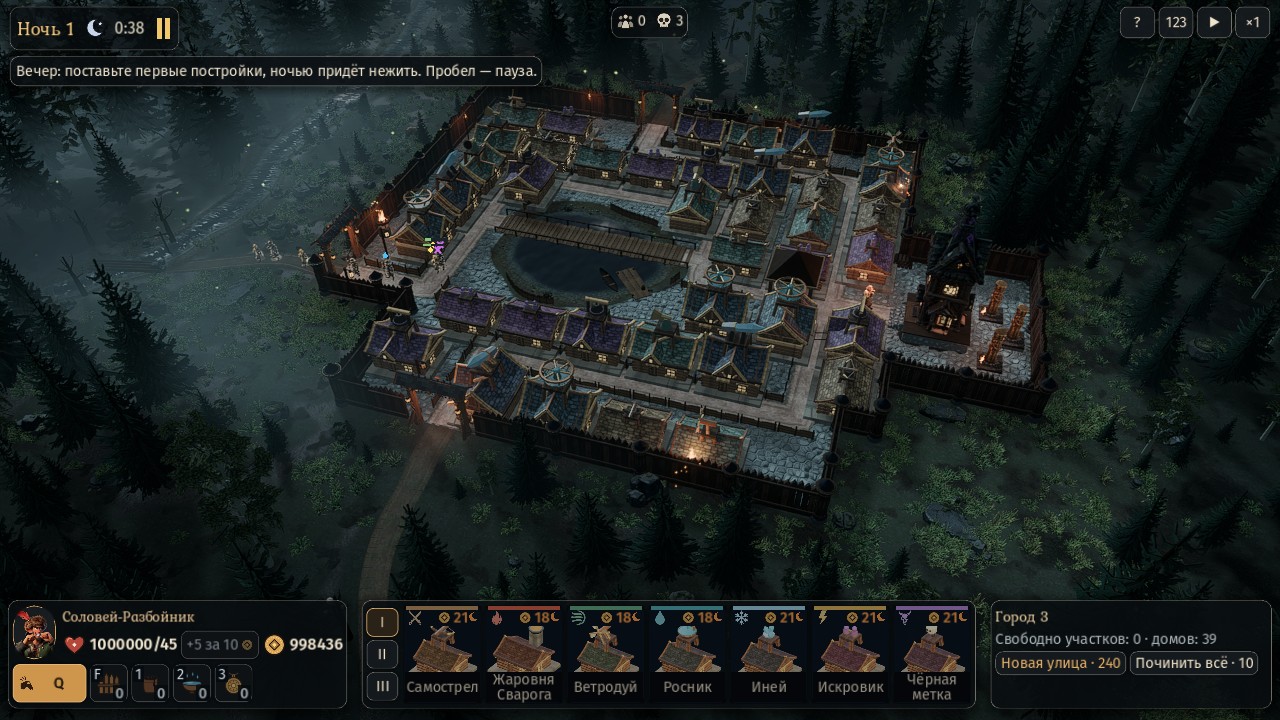 Ночь 1 0:38
0 3
? 123 ×1
Вечер: поставьте первые постройки, ночью придёт нежить. Пробел — пауза.
Соловей-Разбойник
1000000/45 +5 за 10 998436
Q F 0 1 0 2 0 3 0
I
II
III
21 18 18 18 21 21 21
Самострел
Жаровня Сварога
Ветродуй
Росник
Иней
Искровик
Чёрная метка
Город 3
Свободно участков: 0 · домов: 39
Новая улица · 240 Починить всё · 10